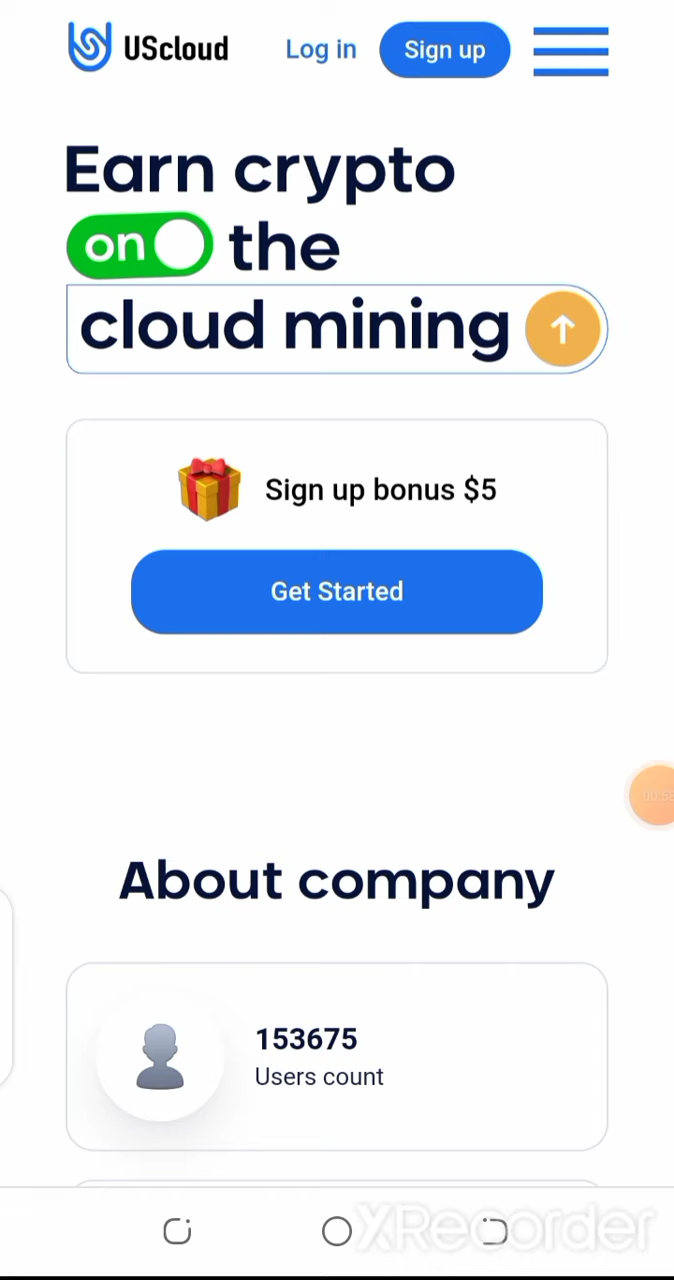 UScloud Log in Sign up
Earn crypto
on the
cloud mining
Sign up bonus $5
Get Started
About company
153675
Users count
XRecorder